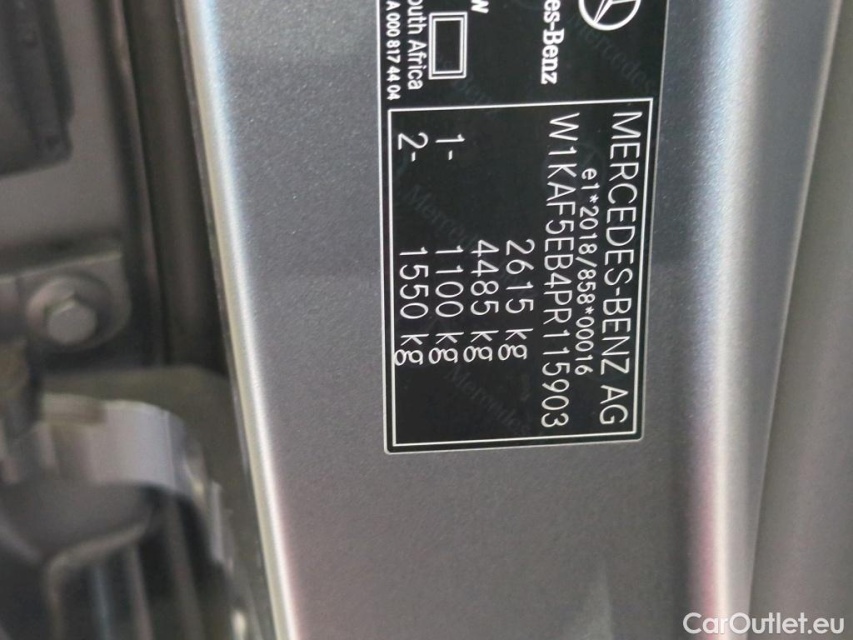 des-Benz
W
outh Africa
A 000 817 44 04
MERCEDES-BENZ AG
e1*2018/858*00016
W1KAF5EB4PR115903
2615 kg
4485 kg
1- 1100 kg
2- 1550 kg
CarOutlet.eu